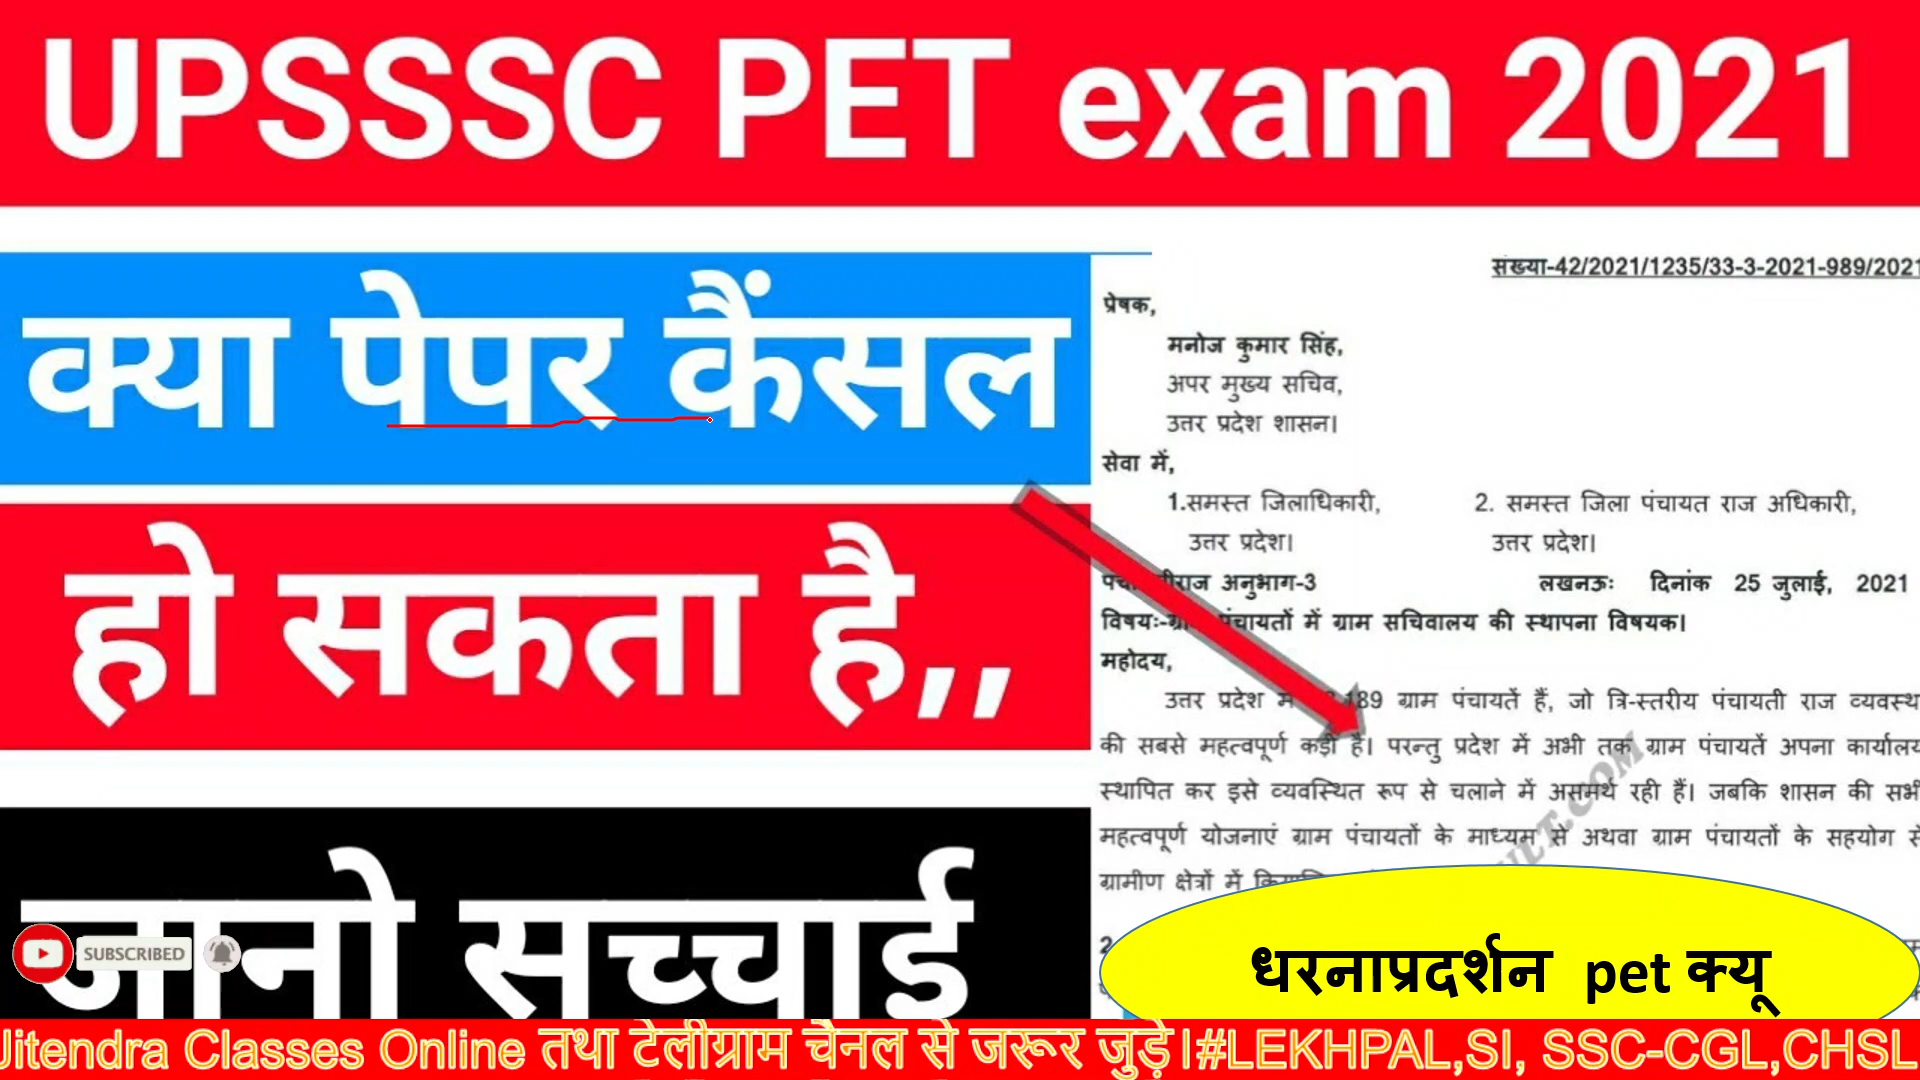 UPSSSC PET exam 2021
क्या पेपर कैंसल
हो सकता है,,
जानो सच्चाई
SUBSCRIBED
संख्या-42/2021/1235/33-3-2021-989/2021
प्रेषक,
मनोज कुमार सिंह,
अपर मुख्य सचिव,
उत्तर प्रदेश शासन।
सेवा में,
1.समस्त जिलाधिकारी, 2. समस्त जिला पंचायत राज अधिकारी,
उत्तर प्रदेश। उत्तर प्रदेश।
अनुभाग-3 लखनऊः दिनांक 25 जुलाई, 2021
विषयः- में ग्राम सचिवालय की स्थापना विषयक।
महोदय,
उत्तर प्रदेश ग्राम पंचायतें हैं, जो त्रि-स्तरीय पंचायती राज
की सबसे महत्वपूर्ण कड़ी है। परन्तु प्रदेश में अभी तक ग्राम पंचायतें अपना कार्यालय
स्थापित कर इसे व्यवस्थित रूप से चलाने में असमर्थ रही हैं। जबकि शासन की सभी
महत्वपूर्ण योजनाएं ग्राम पंचायतों के माध्यम से अथवा ग्राम पंचायतों के सहयोग से
ग्रामीण क्षेत्रों में
धरनाप्रदर्शन pet क्यू
Jitendra Classes Online तथा टेलीग्राम चैनल से जरूर जुड़े।#LEKHPAL,SI, SSC-CGL,CHSL